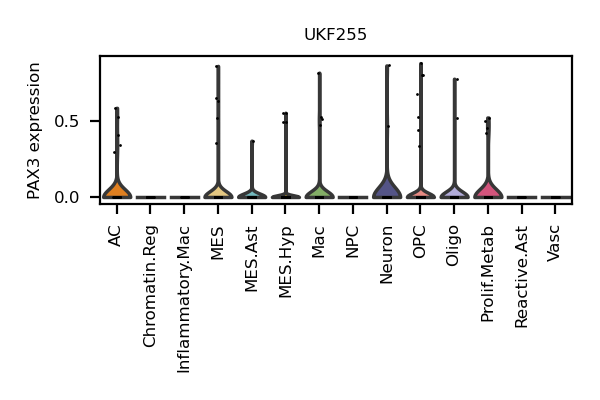 UKF255
PAX3 expression
0.5
0.0
AC
Chromatin.Reg
Inflammatory.Mac
MES
MES.Ast
MES.Hyp
Mac
NPC
Neuron
OPC
Oligo
Prolif.Metab
Reactive.Ast
Vasc